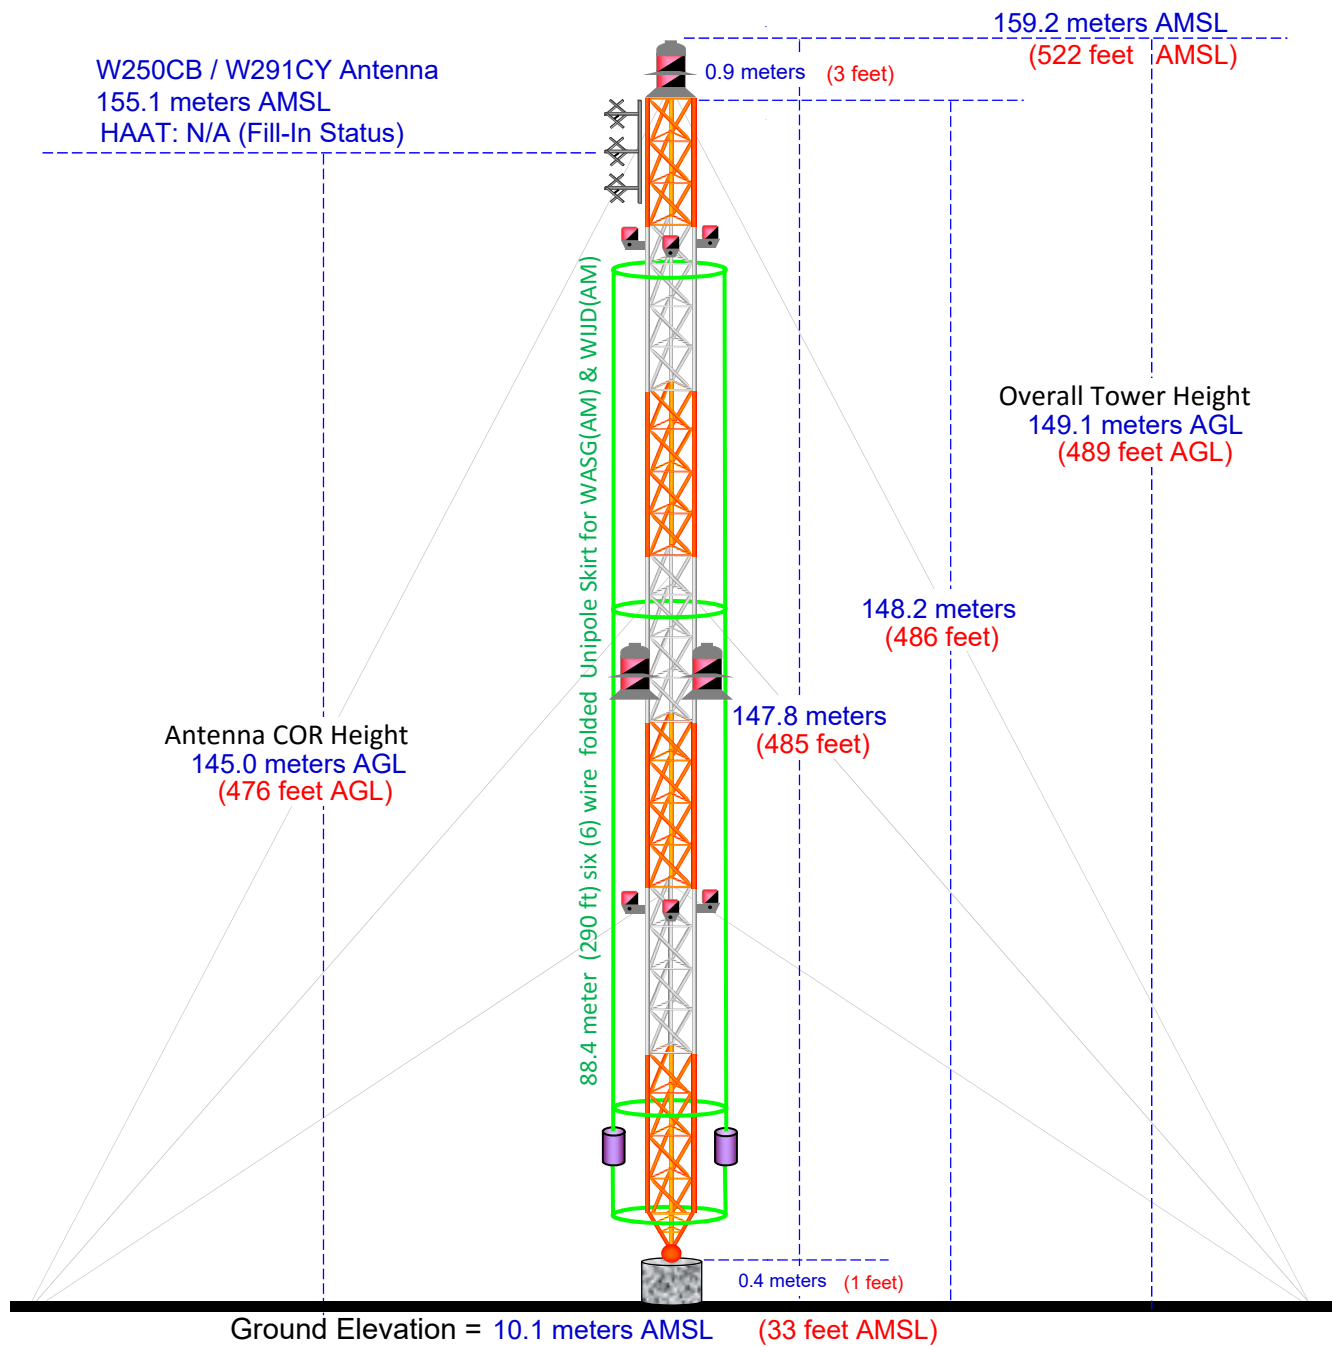 159.2 meters AMSL
(522 feet AMSL)
W250CB / W291CY Antenna
155.1 meters AMSL
HAAT: N/A (Fill-In Status)
0.9 meters (3 feet)
88.4 meter (290 ft) six (6) wire folded Unipole Skirt for WASG(AM) & WIJD(AM)
Overall Tower Height
149.1 meters AGL
(489 feet AGL)
148.2 meters
(486 feet)
147.8 meters
(485 feet)
Antenna COR Height
145.0 meters AGL
(476 feet AGL)
0.4 meters (1 feet)
Ground Elevation = 10.1 meters AMSL (33 feet AMSL)